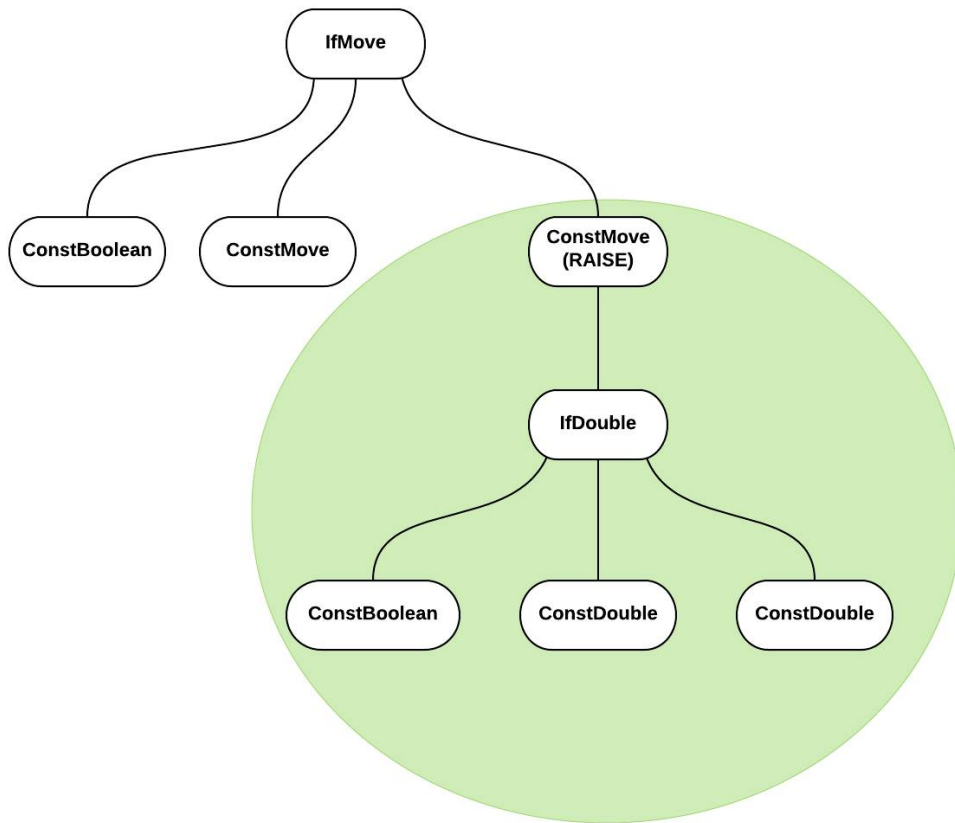 IfMove
ConstBoolean
ConstMove
ConstMove
(RAISE)
IfDouble
ConstBoolean
ConstDouble
ConstDouble